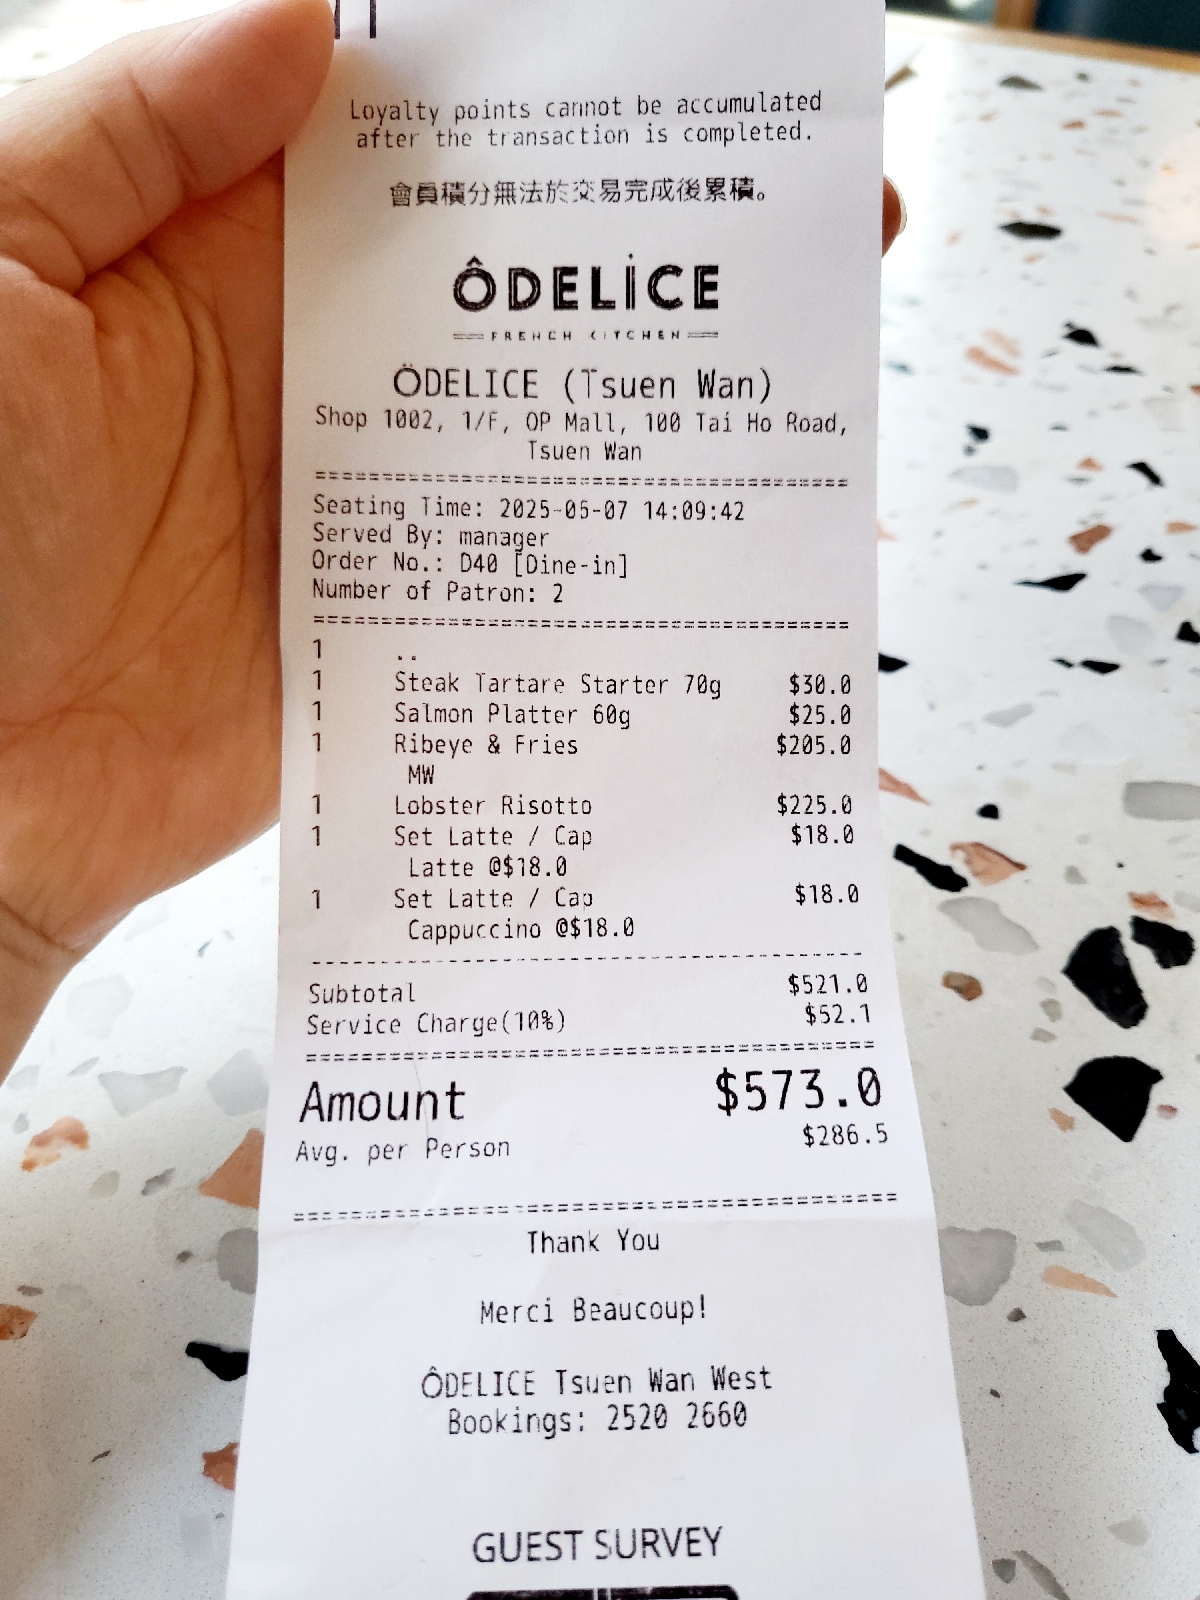 Loyalty points cannot be accumulated
after the transaction is completed.
會員積分無法於交易完成後累積。
ÔDELİCE
FRENCH KITCHEN
ÔDELICE (Tsuen Wan)
Shop 1002, 1/F, OP Mall, 100 Tai Ho Road,
Tsuen Wan
=========================================
Seating Time: 2025-05-07 14:09:42
Served By: manager
Order No.: D40 [Dine-in]
Number of Patron: 2
=========================================
1 ..
1 Steak Tartare Starter 70g $30.0
1 Salmon Platter 60g $25.0
1 Ribeye & Fries $205.0
MW
1 Lobster Risotto $225.0
1 Set Latte / Cap $18.0
Latte @$18.0
1 Set Latte / Cap $18.0
Cappuccino @$18.0
-----------------------------------------
Subtotal $521.0
Service Charge(10%) $52.1
=========================================
Amount $573.0
Avg. per Person $286.5
=========================================
Thank You
Merci Beaucoup!
ÔDELICE Tsuen Wan West
Bookings: 2520 2660
GUEST SURVEY